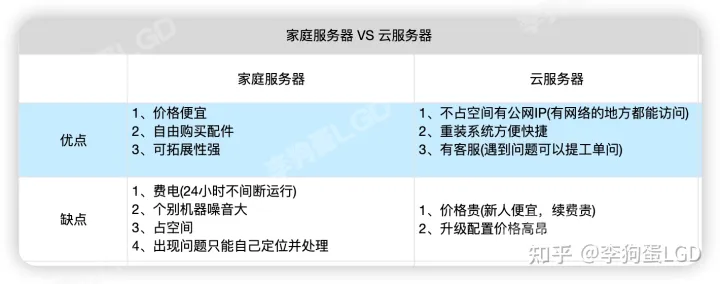 家庭服务器 VS 云服务器
家庭服务器
云服务器
优点
1、价格便宜
2、自由购买配件
3、可拓展性强
1、不占空间有公网IP(有网络的地方都能访问)
2、重装系统方便快捷
3、有客服(遇到问题可以提工单问)
缺点
1、费电(24小时不间断运行)
2、个别机器噪音大
3、占空间
4、出现问题只能自己定位并处理
1、价格贵(新人便宜，续费贵)
2、升级配置价格高昂
李狗蛋LGD
李狗蛋LGD
知乎 @李狗蛋LGD